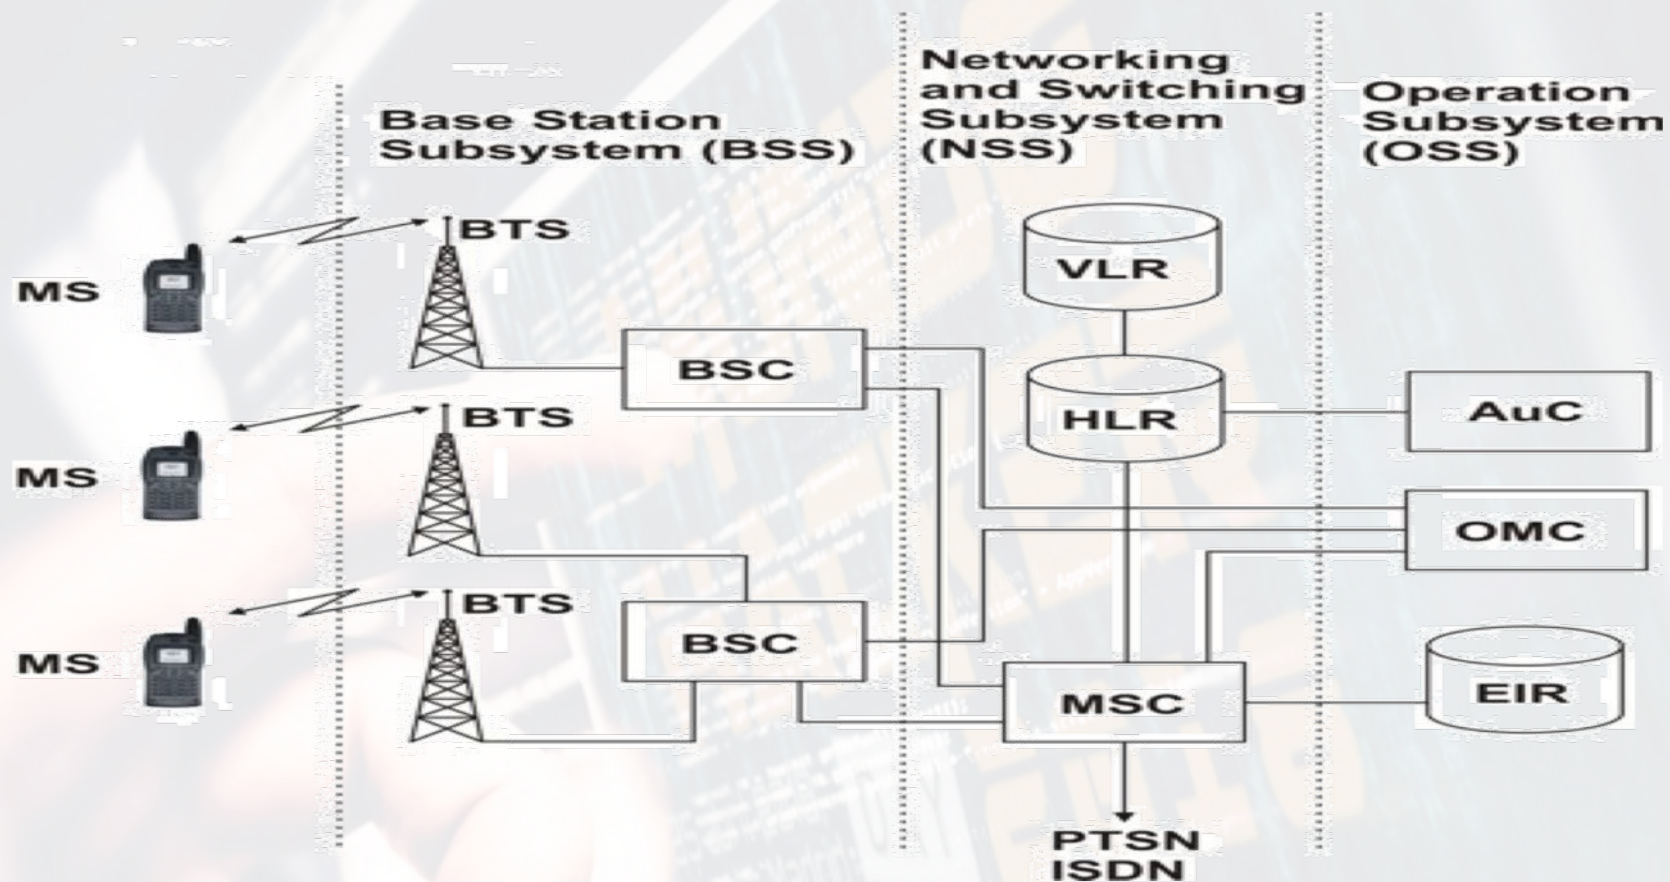 Base Station
Subsystem (BSS)
Networking
and Switching
Subsystem
(NSS)
Operation
Subsystem
(OSS)
MS
BTS
BSC
VLR
HLR
AuC
MS
BTS
OMC
MS
BTS
BSC
MSC
EIR
PTSN
ISDN